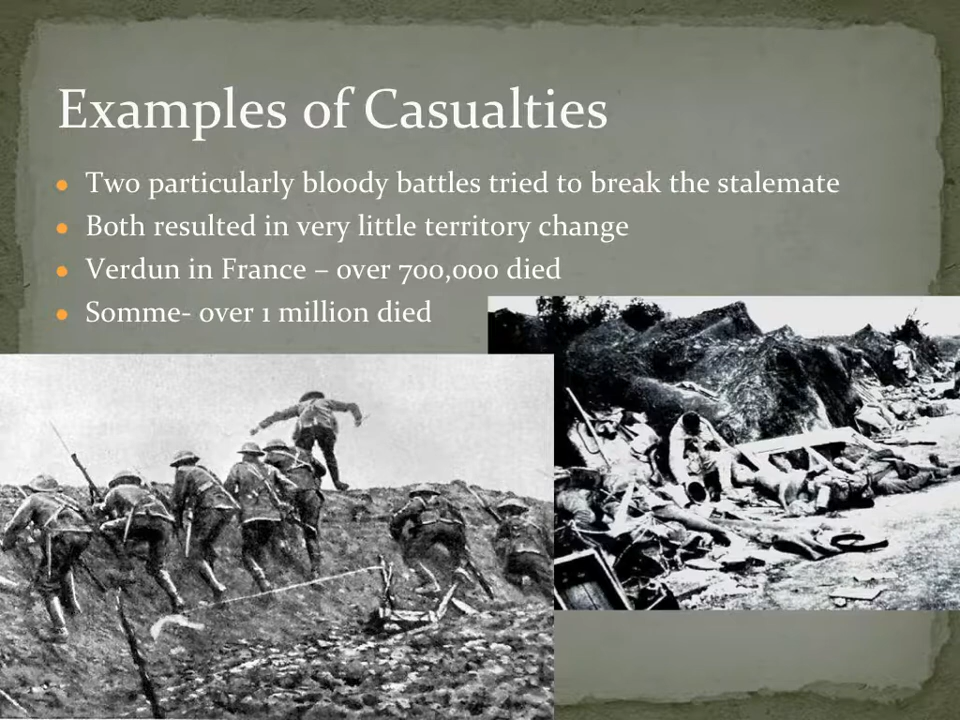 Examples of Casualties
• Two particularly bloody battles tried to break the stalemate
• Both resulted in very little territory change
• Verdun in France – over 700,000 died
• Somme- over 1 million died